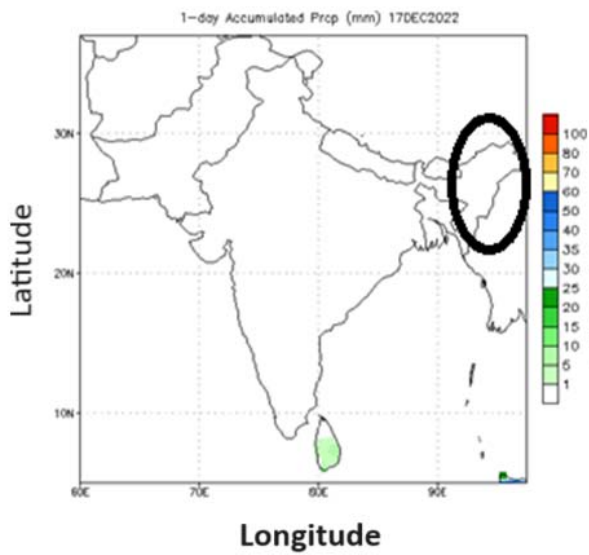 1-day Accumulated Prcp (mm) 17DEC2022
Latitude
30N
20N
10N
60E
70E
80E
90E
Longitude
100
80
70
60
50
40
35
30
25
20
15
10
5
1